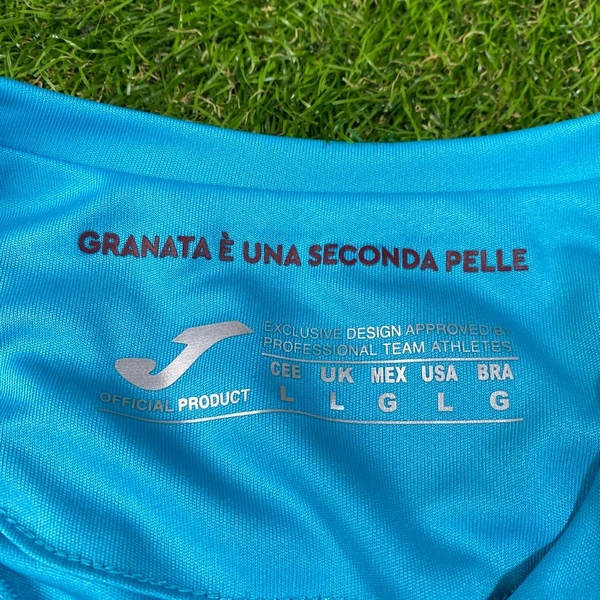 GRANATA È UNA SECONDA PELLE
EXCLUSIVE DESIGN APPROVED BY
PROFESSIONAL TEAM ATHLETES
OFFICIAL PRODUCT
CEE UK MEX USA BRA
L L G L G